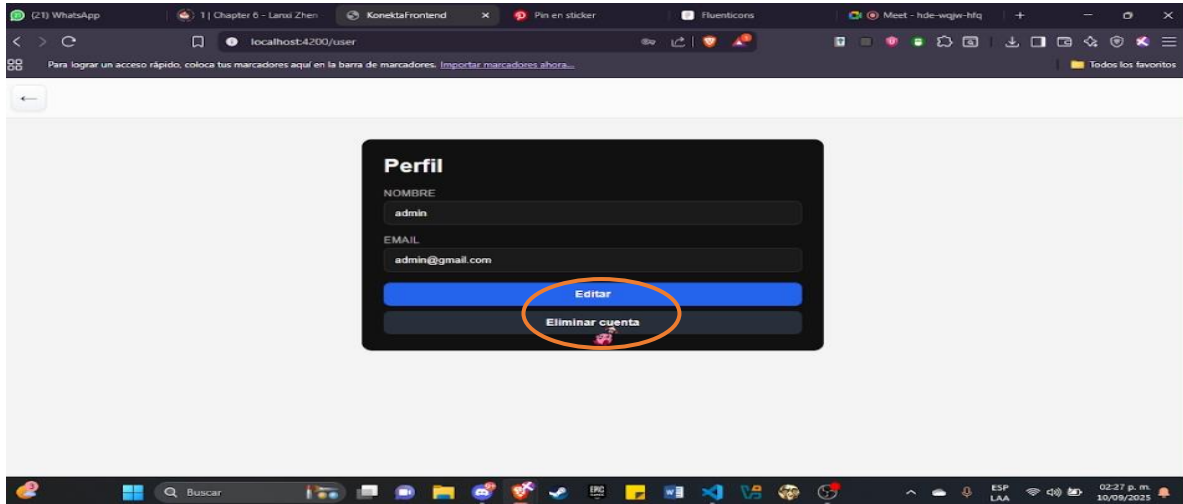 (21) WhatsApp
1 | Chapter 6 - Lanxi Zhen
KonektaFrontend
Pin en sticker
Fluenticons
Meet - hde-wqjw-hfq
localhost:4200/user
Para lograr un acceso rápido, coloca tus marcadores aquí en la barra de marcadores. Importar marcadores ahora...
Todos los favoritos
Perfil
NOMBRE
admin
EMAIL
admin@gmail.com
Editar
Eliminar cuenta
Buscar
EPIC
ESP
LAA
02:27 p. m.
10/09/2025